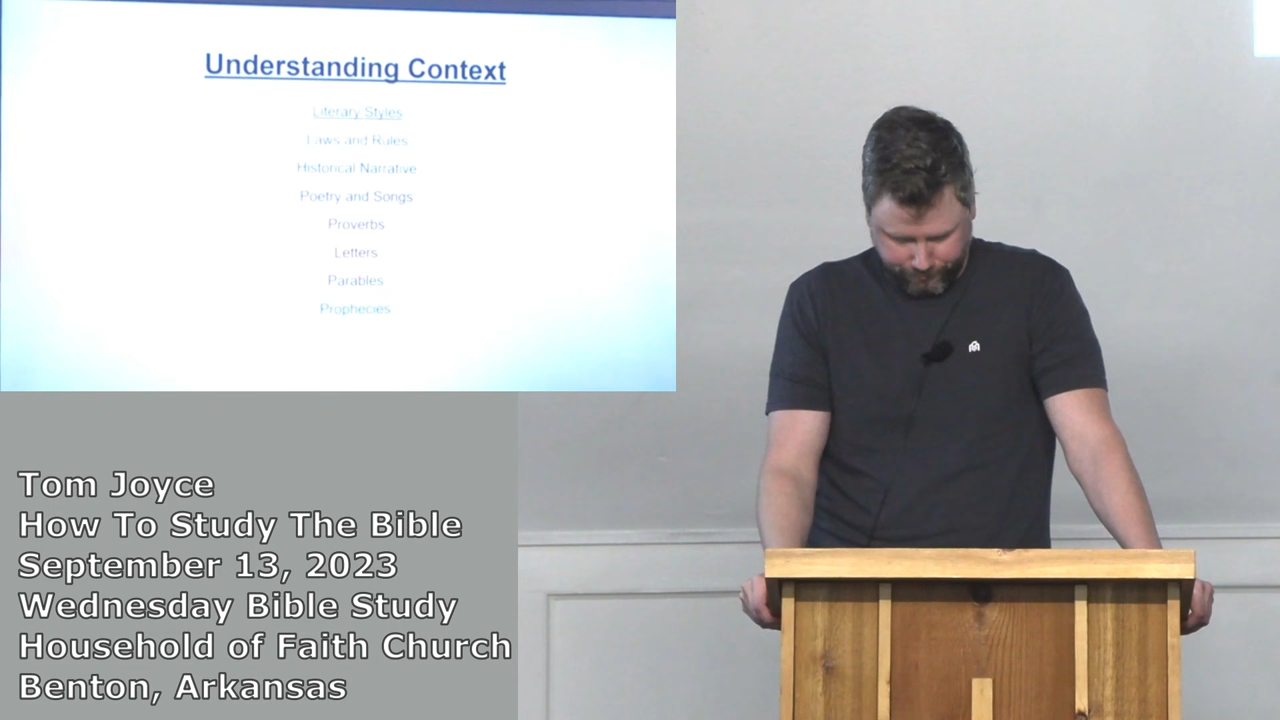 Understanding Context
Literary Styles
Laws and Rules
Historical Narrative
Poetry and Songs
Proverbs
Letters
Parables
Prophecies
Tom Joyce
How To Study The Bible
September 13, 2023
Wednesday Bible Study
Household of Faith Church
Benton, Arkansas